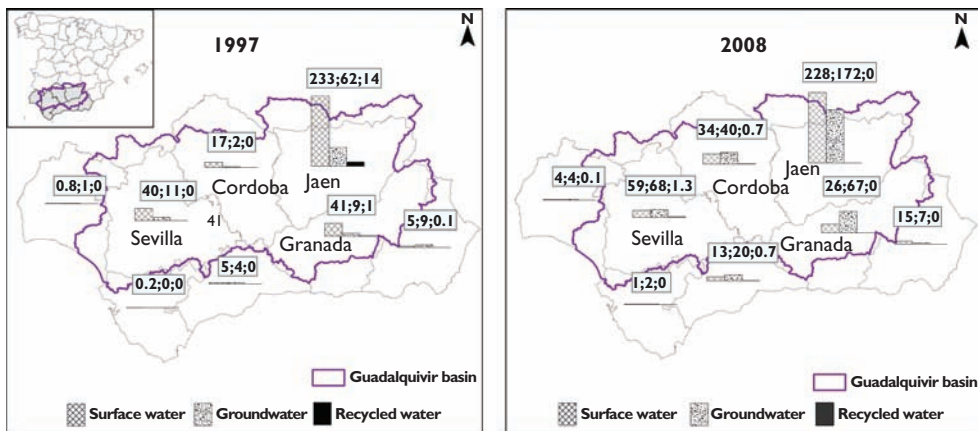 N
1997
233;62;14
17;2;0
Cordoba
Jaen
0.8;1;0
40;11;0
41
41;9;1
5;9;0.1
Sevilla
Granada
5;4;0
0.2;0;0
Guadalquivir basin
Surface water
Groundwater
Recycled water
N
2008
228;172;0
34;40;0.7
Jaen
Cordoba
4;4;0.1
59;68;1.3
26;67;0
15;7;0
Sevilla
Granada
13;20;0.7
1;2;0
Guadalquivir basin
Surface water
Groundwater
Recycled water